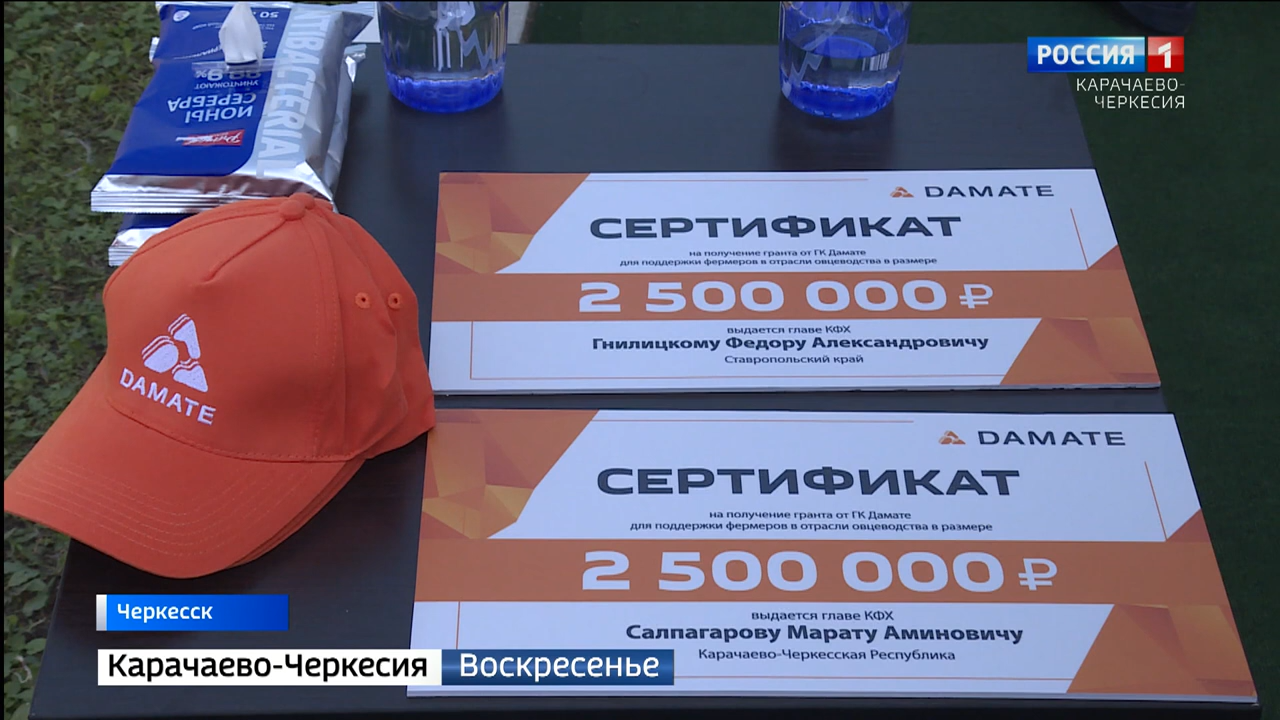 РОССИЯ 1
КАРАЧАЕВО-
ЧЕРКЕСИЯ
ANTIBACTERIAL
ИОНЫ
СЕРЕБРА
УНИЧТОЖАЮТ
DAMATE
DAMATE
СЕРТИФИКАТ
на получение гранта от ГК Дамате
для поддержки фермеров в отрасли овцеводства в размере
2 500 000 ₽
выдается главе КФХ
Гнилицкому Федору Александровичу
Ставропольский край
DAMATE
СЕРТИФИКАТ
на получение гранта от ГК Дамате
для поддержки фермеров в отрасли овцеводства в размере
2 500 000 ₽
выдается главе КФХ
Салпагарову Марату Аминовичу
Карачаево-Черкесская Республика
Черкесск
Карачаево-Черкесия Воскресенье